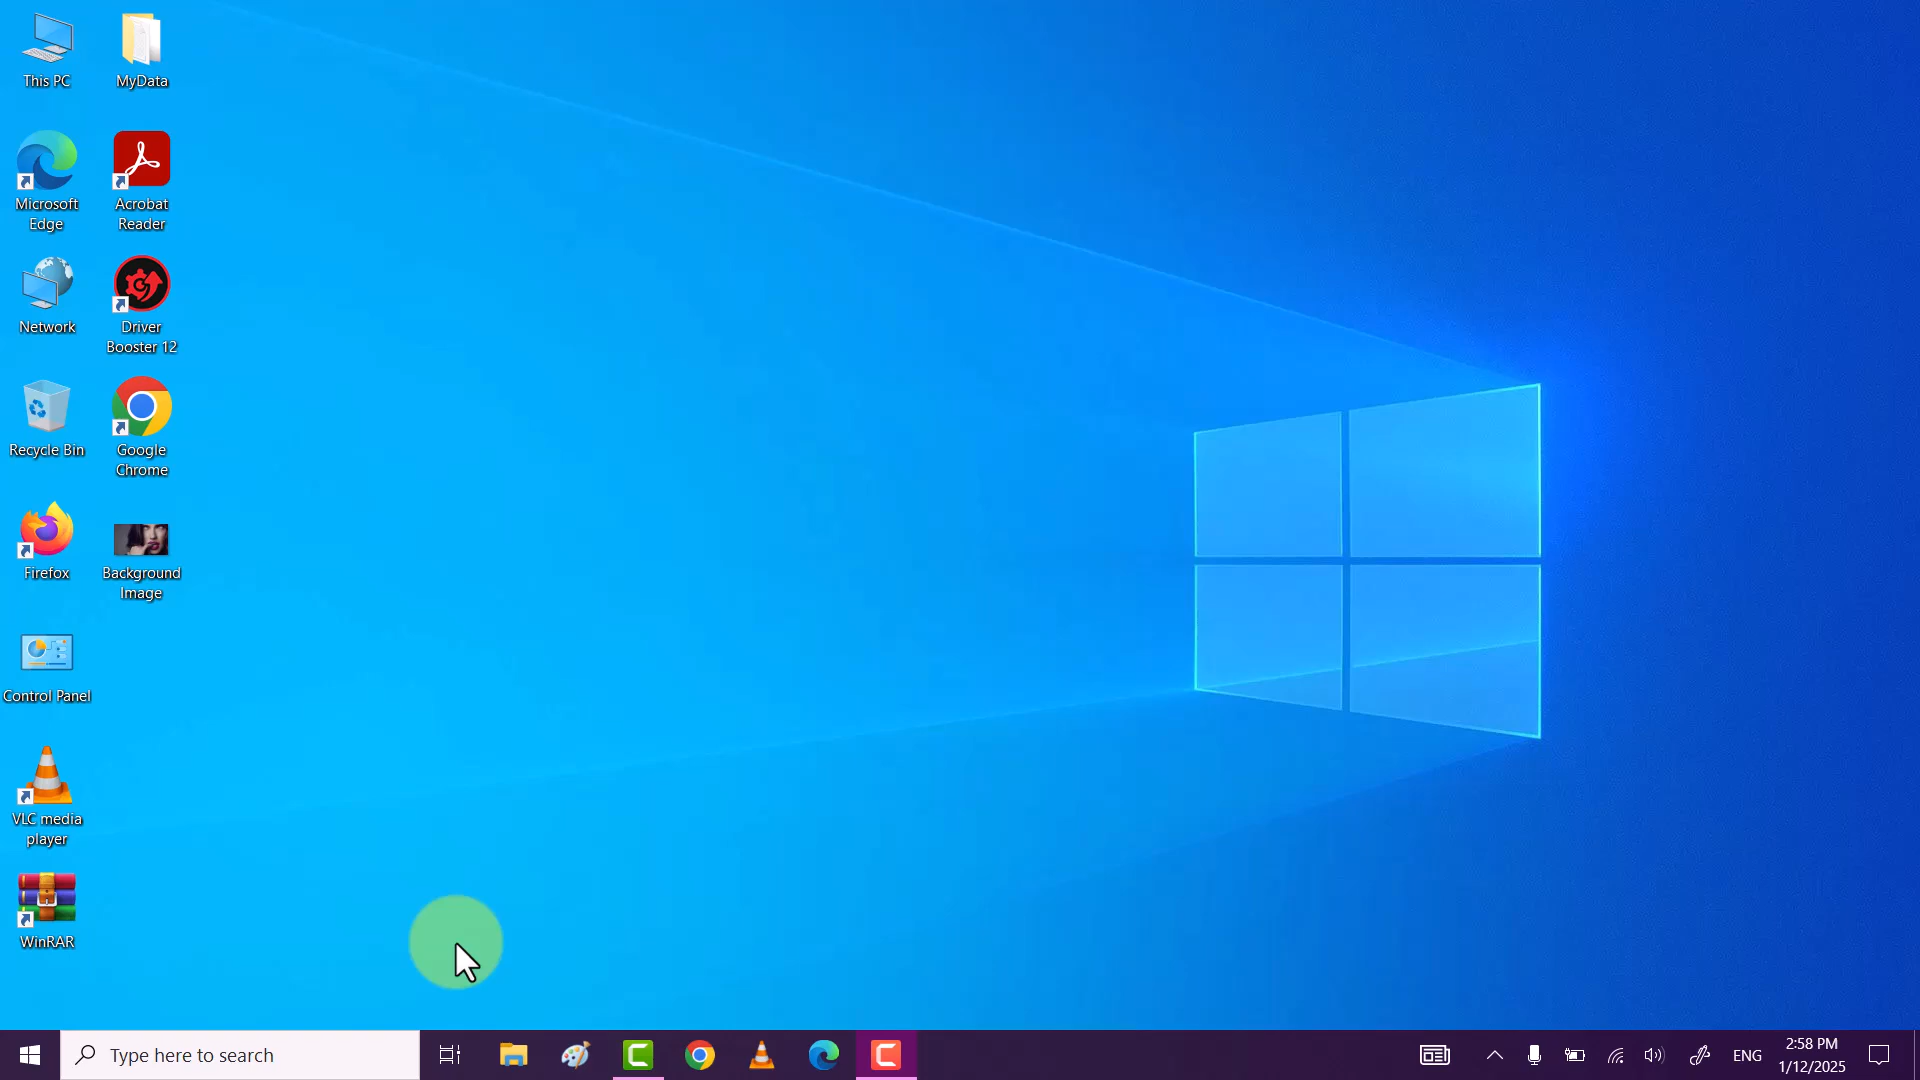 This PC
MyData
Microsoft
Edge
Acrobat
Reader
Network
Driver
Booster 12
Recycle Bin
Google
Chrome
Firefox
Background
Image
Control Panel
VLC media
player
WinRAR
Type here to search
ENG
2:58 PM
1/12/2025